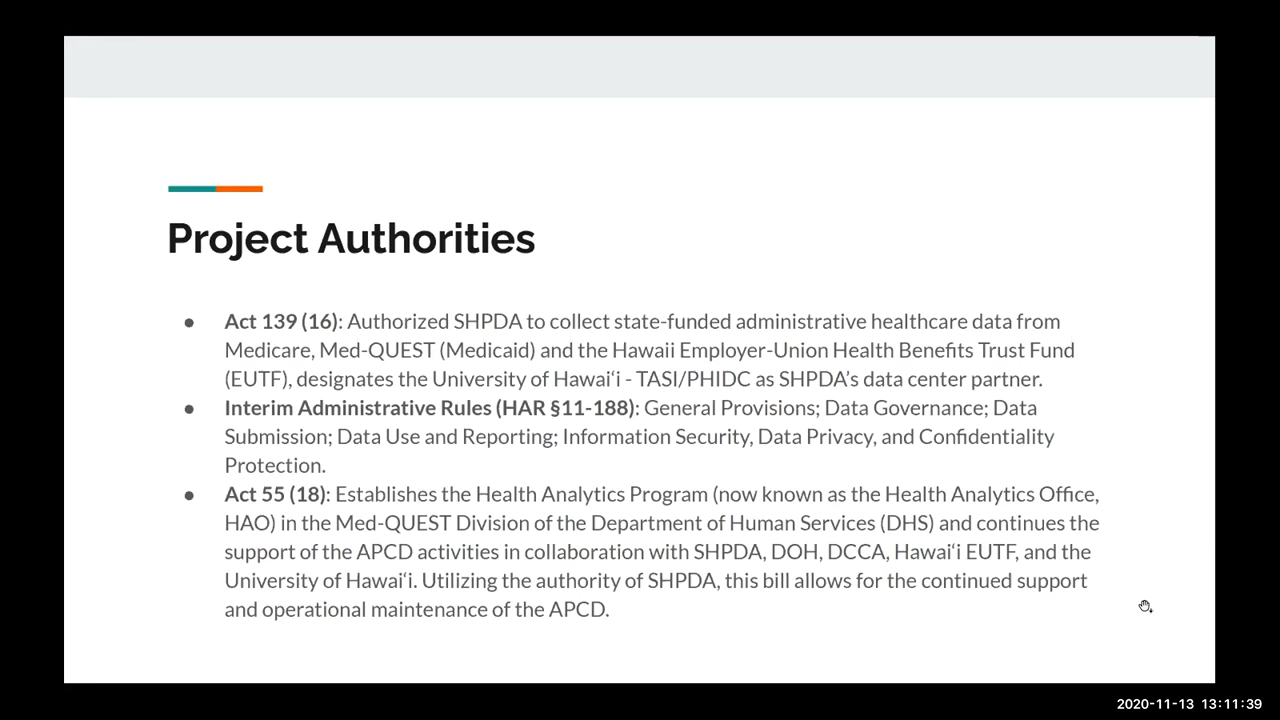 Project Authorities
● Act 139 (16): Authorized SHPDA to collect state-funded administrative healthcare data from
Medicare, Med-QUEST (Medicaid) and the Hawaii Employer-Union Health Benefits Trust Fund
(EUTF), designates the University of Hawai‘i - TASI/PHIDC as SHPDA’s data center partner.
● Interim Administrative Rules (HAR §11-188): General Provisions; Data Governance; Data
Submission; Data Use and Reporting; Information Security, Data Privacy, and Confidentiality
Protection.
● Act 55 (18): Establishes the Health Analytics Program (now known as the Health Analytics Office,
HAO) in the Med-QUEST Division of the Department of Human Services (DHS) and continues the
support of the APCD activities in collaboration with SHPDA, DOH, DCCA, Hawai‘i EUTF, and the
University of Hawai‘i. Utilizing the authority of SHPDA, this bill allows for the continued support
and operational maintenance of the APCD.
2020-11-13 13:11:39